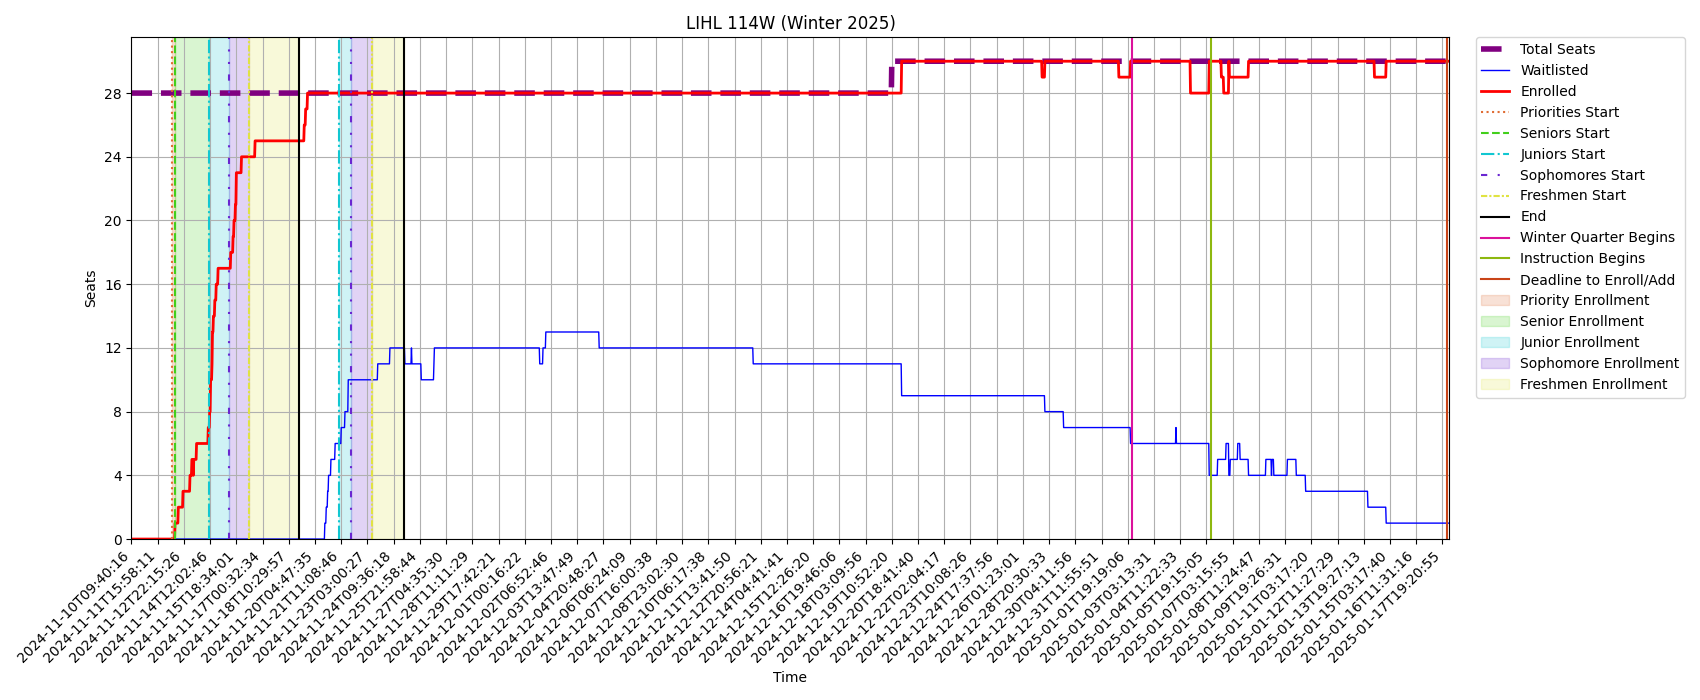 LIHL 114W (Winter 2025)
Seats
28
24
20
16
12
8
4
0
2024-11-10T09:40:16
2024-11-11T15:58:11
2024-11-12T22:15:26
2024-11-14T12:02:46
2024-11-15T18:34:01
2024-11-17T00:32:34
2024-11-18T10:29:57
2024-11-20T04:47:35
2024-11-21T11:08:46
2024-11-23T03:00:27
2024-11-24T09:36:18
2024-11-25T21:58:44
2024-11-27T04:35:30
2024-11-28T11:11:29
2024-11-29T17:42:21
2024-12-01T00:16:22
2024-12-02T06:52:46
2024-12-03T13:47:49
2024-12-04T20:48:27
2024-12-06T06:24:09
2024-12-07T16:00:38
2024-12-08T23:02:30
2024-12-10T06:17:38
2024-12-11T13:41:50
2024-12-12T20:56:21
2024-12-14T04:41:41
2024-12-15T12:26:20
2024-12-16T19:46:06
2024-12-18T03:09:56
2024-12-19T10:52:20
2024-12-20T18:41:40
2024-12-22T02:04:17
2024-12-23T10:08:26
2024-12-24T17:37:56
2024-12-26T01:23:01
2024-12-28T20:30:33
2024-12-30T04:11:56
2024-12-31T11:55:51
2025-01-01T19:19:06
2025-01-03T03:13:31
2025-01-04T11:22:33
2025-01-05T19:15:05
2025-01-07T03:15:55
2025-01-08T11:24:47
2025-01-09T19:26:31
2025-01-11T03:17:20
2025-01-12T11:27:29
2025-01-13T19:27:13
2025-01-15T03:17:40
2025-01-16T11:31:16
2025-01-17T19:20:55
Time
Total Seats
Waitlisted
Enrolled
Priorities Start
Seniors Start
Juniors Start
Sophomores Start
Freshmen Start
End
Winter Quarter Begins
Instruction Begins
Deadline to Enroll/Add
Priority Enrollment
Senior Enrollment
Junior Enrollment
Sophomore Enrollment
Freshmen Enrollment